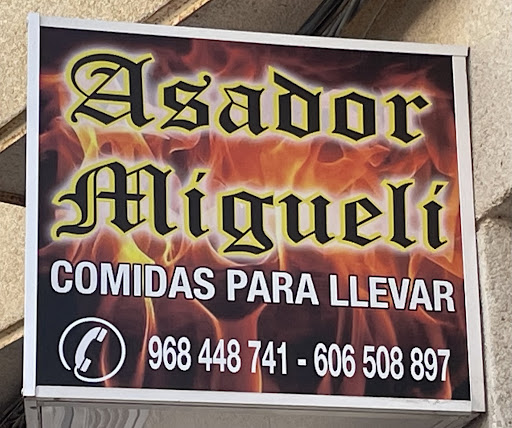 Asador
Migueli
COMIDAS PARA LLEVAR
968 448 741 - 606 508 897